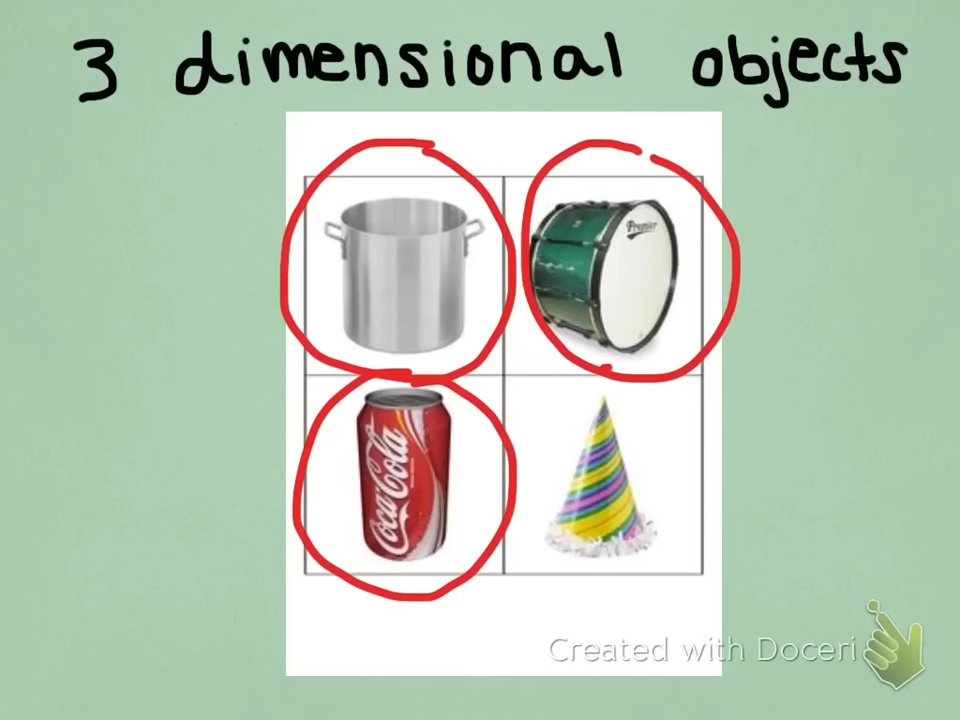 3 dimensional objects
Premier
Coca-Cola
Created with Doceri